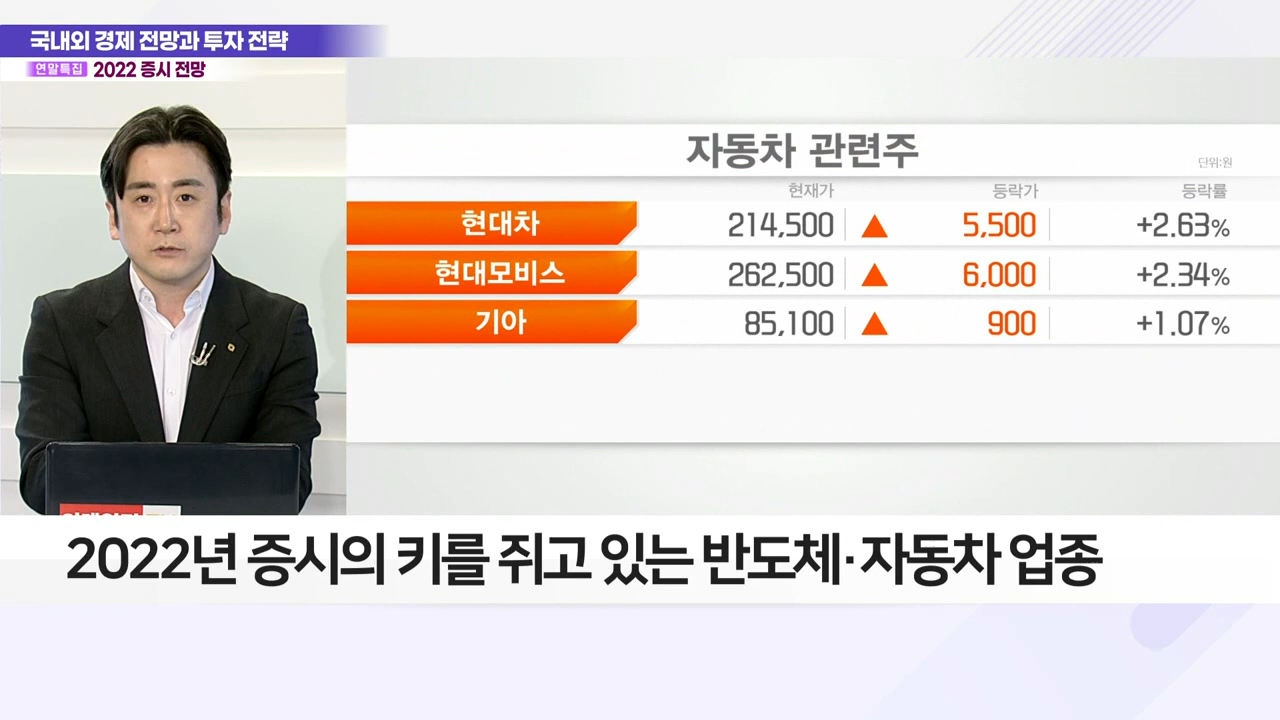 국내외 경제 전망과 투자 전략
연말특집 2022 증시 전망
자동차 관련주
단위:원
현재가 등락가 등락률
현대차 214,500 ▲ 5,500 +2.63%
현대모비스 262,500 ▲ 6,000 +2.34%
기아 85,100 ▲ 900 +1.07%
2022년 증시의 키를 쥐고 있는 반도체·자동차 업종